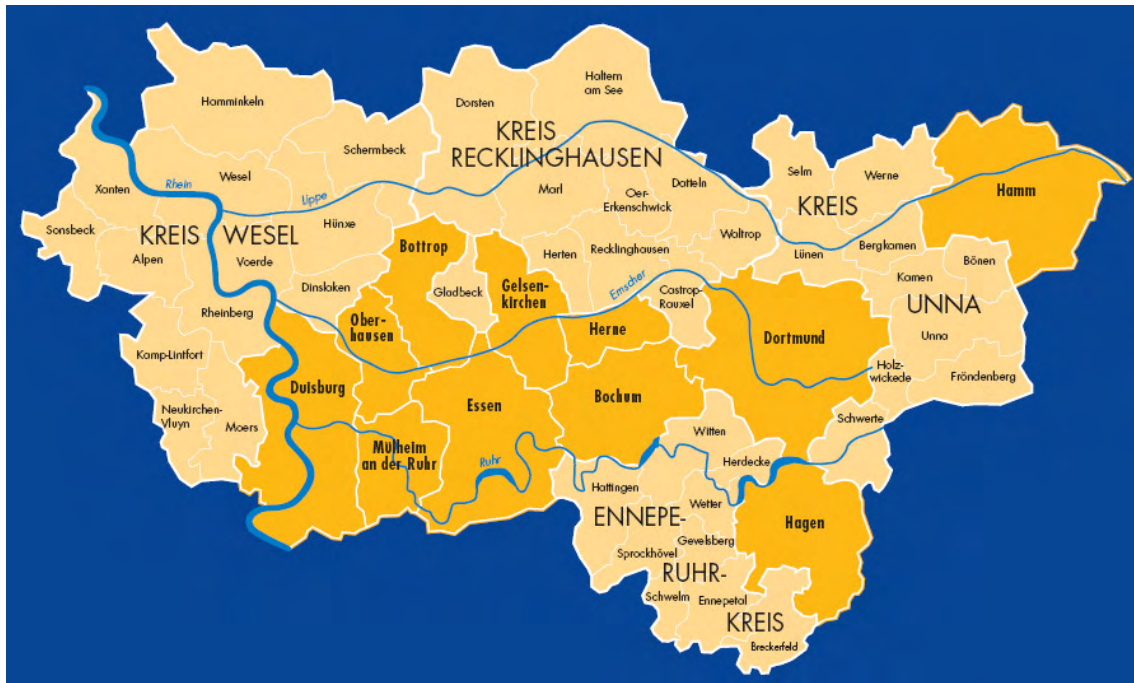 Haltern
am See
Hamminkeln
Dorsten
KREIS
RECKLINGHAUSEN
Schermbeck
Selm
Werne
Hamm
Rhein
Wesel
Lippe
Marl
Oer-
Erkenschwick
Datteln
Xanten
Sonsbeck
KREIS
WESEL
Hünxe
KREIS
Alpen
Voerde
Bottrop
Herten
Recklinghausen
Waltrop
Lünen
Bergkamen
Bönen
Kamen
Dinslaken
Gladbeck
Gelsen-
kirchen
Emscher
Castrop-
Rauxel
UNNA
Rheinberg
Ober-
hausen
Herne
Dortmund
Unna
Kamp-Lintfort
Duisburg
Holz-
wickede
Fröndenberg
Essen
Bochum
Neukirchen-
Vluyn
Moers
Mülheim
an der Ruhr
Ruhr
Witten
Schwerte
Herdecke
Hattingen
Wetter
ENNEPE-
Hagen
Gevelsberg
Sprockhövel
RUHR-
Schwelm
Ennepetal
KREIS
Breckerfeld